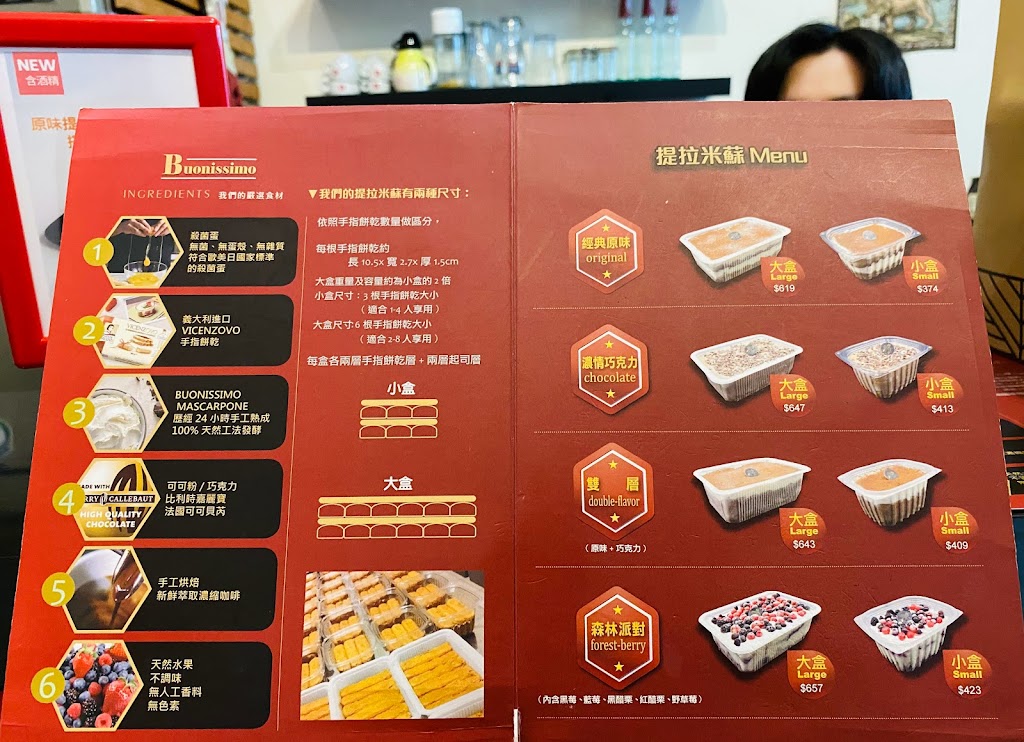 NEW
含酒精
原味提
Buonissimo
INGREDIENTS 我們的嚴選食材
1
殺菌蛋
無菌、無蛋殼、無雜質
符合歐美日國家標準
的殺菌蛋
2
義大利進口
VICENZOVO
手指餅乾
3
BUONISSIMO
MASCARPONE
歷經 24 小時手工熟成
100% 天然工法發酵
4
ADE WITH
RRY CALLEBAUT
HIGH QUALITY
CHOCOLATE
可可粉 / 巧克力
比利時嘉麗寶
法國可可貝芮
5
手工烘焙
新鮮萃取濃縮咖啡
6
天然水果
不調味
無人工香料
無色素
▼我們的提拉米蘇有兩種尺寸：
依照手指餅乾數量做區分，
每根手指餅乾約
長 10.5x 寬 2.7x 厚 1.5cm
大盒重量及容量約為小盒的 2 倍
小盒尺寸：3 根手指餅乾大小
（適合 1-4 人享用）
大盒尺寸:6 根手指餅乾大小
（適合 2-8 人享用）
每盒各兩層手指餅乾層 + 兩層起司層
小盒
大盒
提拉米蘇 Menu
經典原味
original
大盒
Large
$619
小盒
Small
$374
濃情巧克力
chocolate
大盒
Large
$647
小盒
Small
$413
雙 層
double-flavor
（原味 + 巧克力）
大盒
Large
$643
小盒
Small
$409
森林派對
forest-berry
（內含黑莓、藍莓、黑醋栗、紅醋栗、野草莓）
大盒
Large
$657
小盒
Small
$423